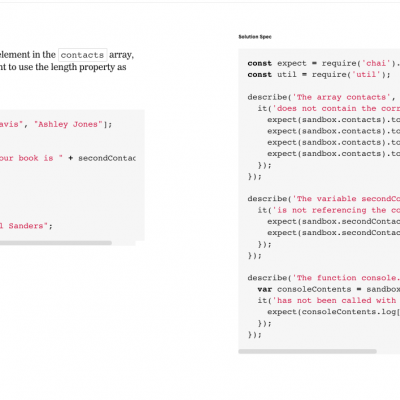 element in the contacts array,
nt to use the length property as
avis", "Ashley Jones"];
our book is " + secondContac
l Sanders";
Solution Spec
const expect = require('chai').
const util = require('util');
describe('The array contacts',
it('does not contain the corr
expect(sandbox.contacts).to
expect(sandbox.contacts).to
expect(sandbox.contacts).to
expect(sandbox.contacts).to
});
});
describe('The variable secondCo
it('is not referencing the co
expect(sandbox.secondContac
expect(sandbox.secondContac
});
});
describe('The function console.
var consoleContents = sandbox
it('has not been called with
expect(consoleContents.log[
});
});